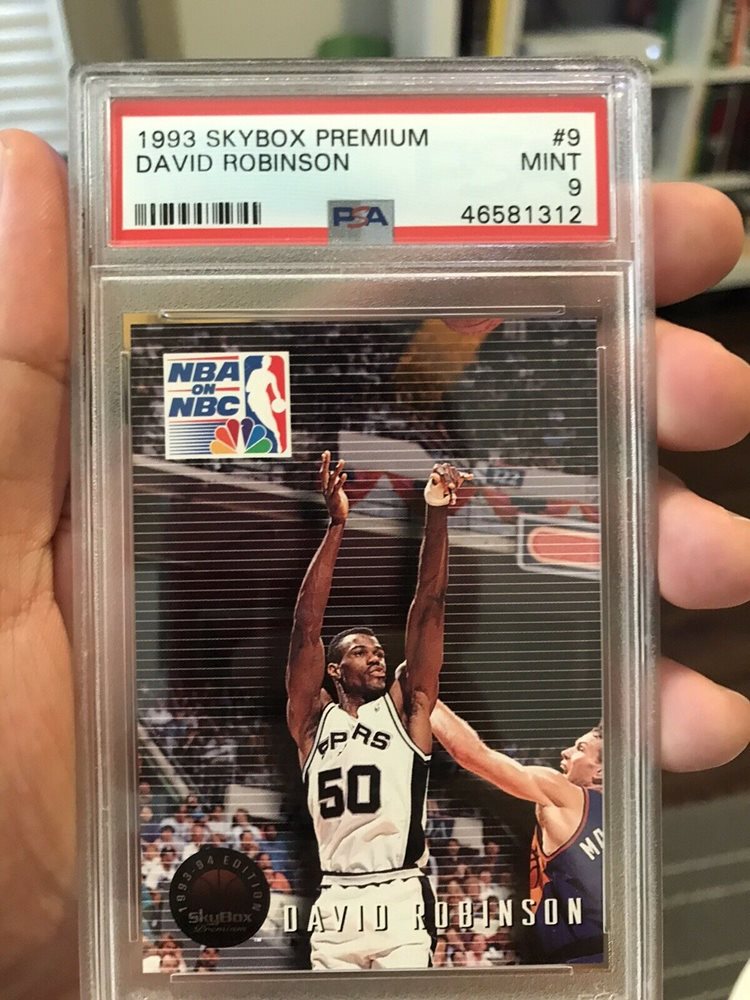 1993 SKYBOX PREMIUM #9
DAVID ROBINSON MINT
9
PSA 46581312
NBA
ON
NBC
SPURS
50
MA
1993-94 EDITION
SkyBox
Premium
DAVID ROBINSON